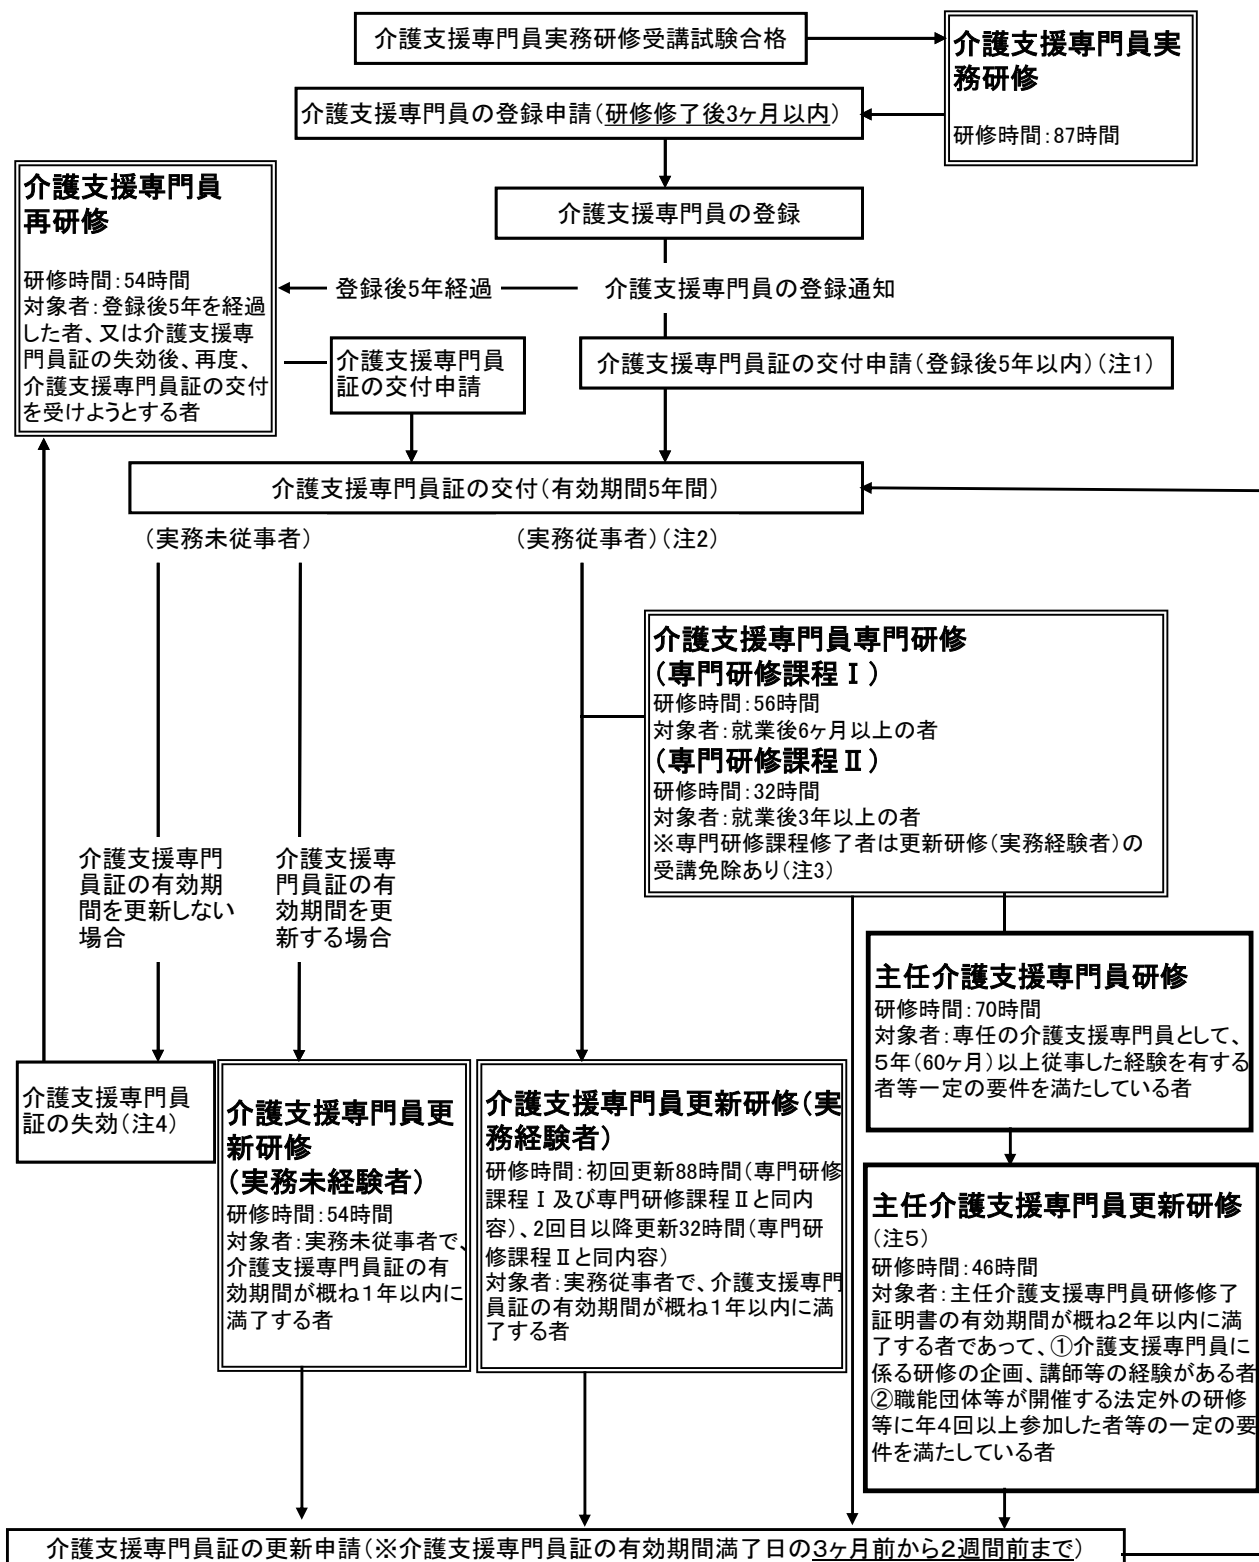 介護支援専門員実務研修受講試験合格
介護支援専門員実
務研修
研修時間:87時間
介護支援専門員の登録申請(研修修了後3ヶ月以内)
介護支援専門員の登録
介護支援専門員
再研修
研修時間:54時間
対象者:登録後5年を経過
した者、又は介護支援専
門員証の失効後、再度、
介護支援専門員証の交付
を受けようとする者
登録後5年経過
介護支援専門員の登録通知
介護支援専門員
証の交付申請
介護支援専門員証の交付申請(登録後5年以内)(注1)
介護支援専門員証の交付(有効期間5年間)
(実務未従事者)
(実務従事者)(注2)
介護支援専門員専門研修
(専門研修課程Ⅰ)
研修時間:56時間
対象者:就業後6ヶ月以上の者
(専門研修課程Ⅱ)
研修時間:32時間
対象者:就業後3年以上の者
※専門研修課程修了者は更新研修(実務経験者)の
受講免除あり(注3)
介護支援専門
員証の有効期
間を更新しない
場合
介護支援専
門員証の有
効期間を更
新する場合
主任介護支援専門員研修
研修時間:70時間
対象者:専任の介護支援専門員として、
5年(60ヶ月)以上従事した経験を有する
者等一定の要件を満たしている者
介護支援専門員
証の失効(注4)
介護支援専門員更
新研修
(実務未経験者)
研修時間:54時間
対象者:実務未従事者で、
介護支援専門員証の有
効期間が概ね1年以内に
満了する者
介護支援専門員更新研修(実
務経験者)
研修時間:初回更新88時間(専門研修
課程Ⅰ及び専門研修課程Ⅱと同内
容)、2回目以降更新32時間(専門研
修課程Ⅱと同内容)
対象者:実務従事者で、介護支援専門
員証の有効期間が概ね1年以内に満
了する者
主任介護支援専門員更新研修
(注5)
研修時間:46時間
対象者:主任介護支援専門員研修修了
証明書の有効期間が概ね2年以内に満
了する者であって、①介護支援専門員に
係る研修の企画、講師等の経験がある者
②職能団体等が開催する法定外の研修
等に年4回以上参加した者等の一定の要
件を満たしている者
介護支援専門員証の更新申請(※介護支援専門員証の有効期間満了日の3ヶ月前から2週間前まで)